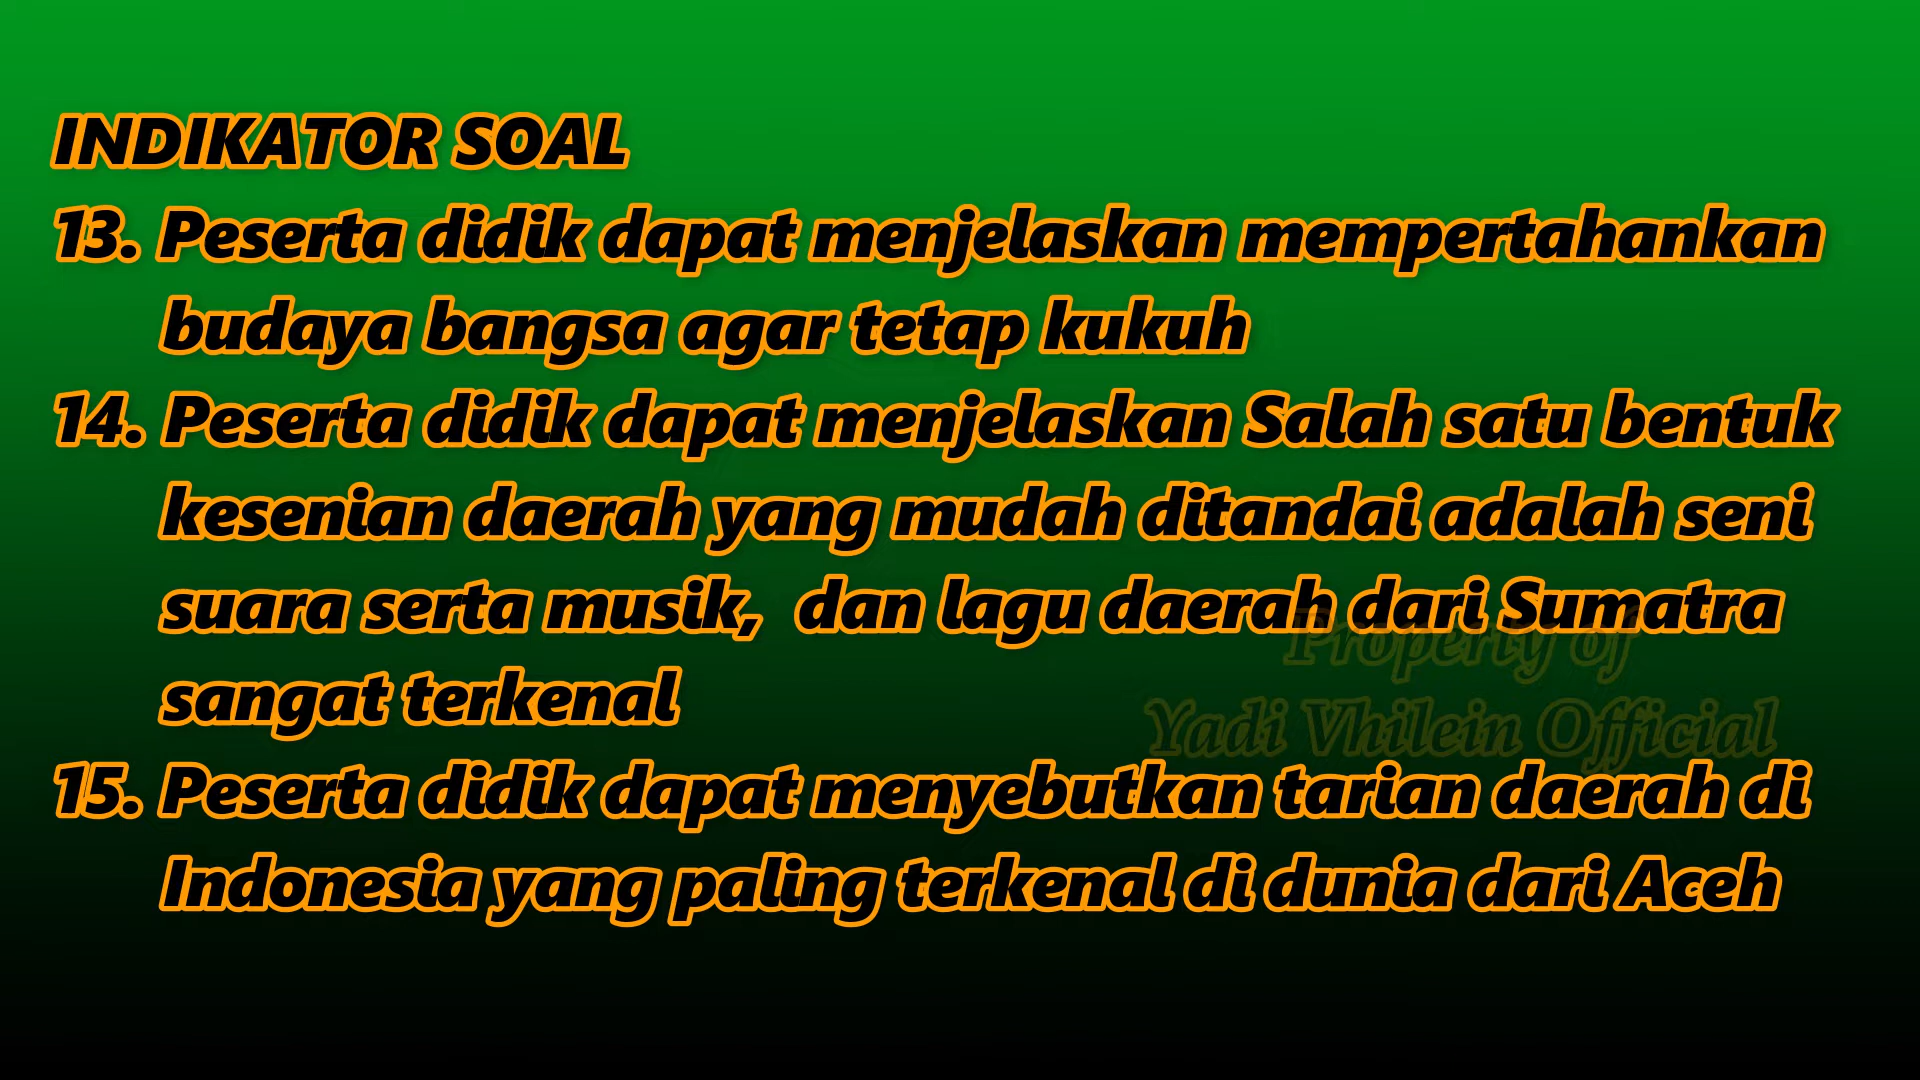 INDIKATOR SOAL
13. Peserta didik dapat menjelaskan mempertahankan
budaya bangsa agar tetap kukuh
14. Peserta didik dapat menjelaskan Salah satu bentuk
kesenian daerah yang mudah ditandai adalah seni
suara serta musik, dan lagu daerah dari Sumatra
sangat terkenal
Property of
Yadi Vhilein Official
15. Peserta didik dapat menyebutkan tarian daerah di
Indonesia yang paling terkenal di dunia dari Aceh